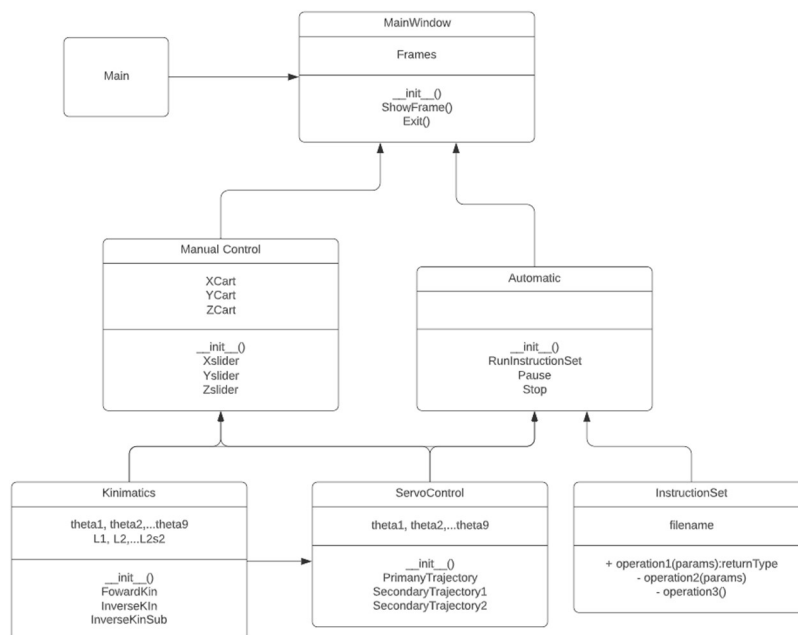 MainWindow
Frames
__init__()
ShowFrame()
Exit()
Main
Manual Control
XCart
YCart
ZCart
__init__()
Xslider
Yslider
Zslider
Automatic
__init__()
RunInstructionSet
Pause
Stop
Kinimatics
theta1, theta2,...theta9
L1, L2,...L2s2
__init__()
FowardKin
InverseKIn
InverseKinSub
ServoControl
theta1, theta2,...theta9
__init__()
PrimanyTrajectory
SecondaryTrajectory1
SecondaryTrajectory2
InstructionSet
filename
+ operation1(params):returnType
- operation2(params)
- operation3()